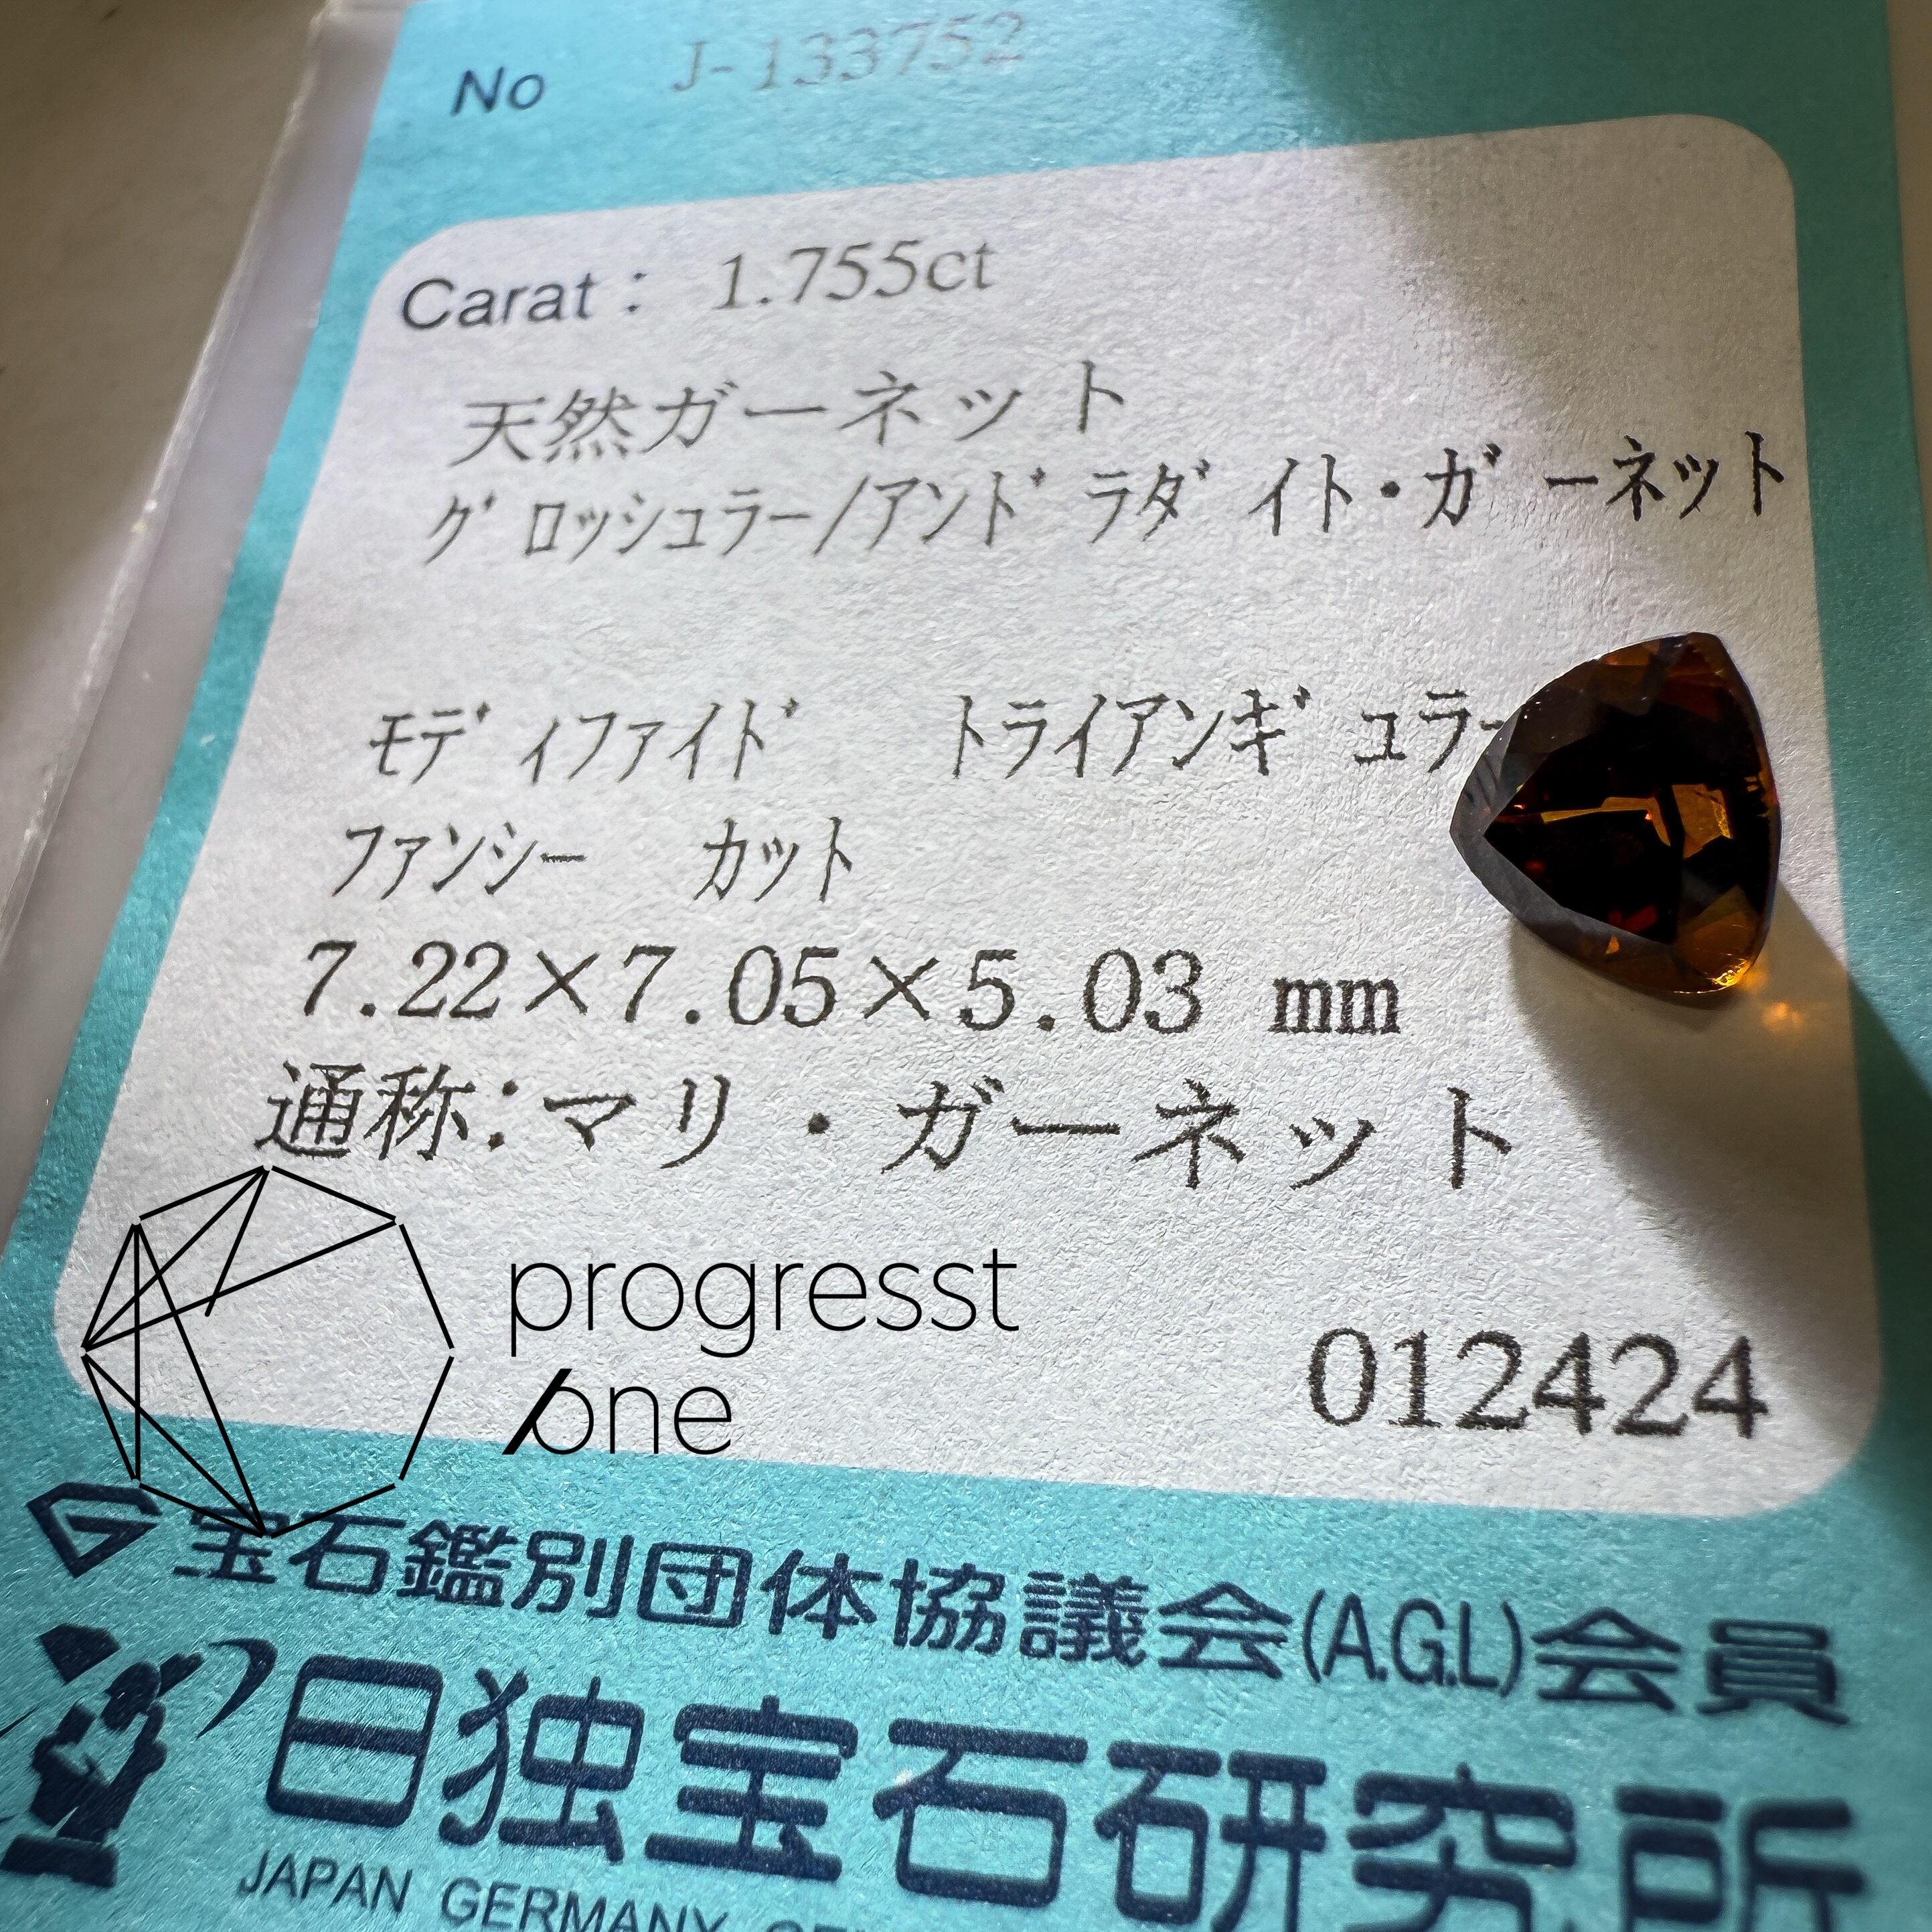 No J-133752
Carat : 1.755ct
天然ガーネット
グロッシュラー/アンドラダイト・ガーネット
モディファイド トライアンギュラー
ファンシー カット
7.22×7.05×5.03 mm
通称:マリ・ガーネット
progresst
one
012424
宝石鑑別団体協議会(A.G.L)会員
日独宝石研究所
JAPAN GERMANY